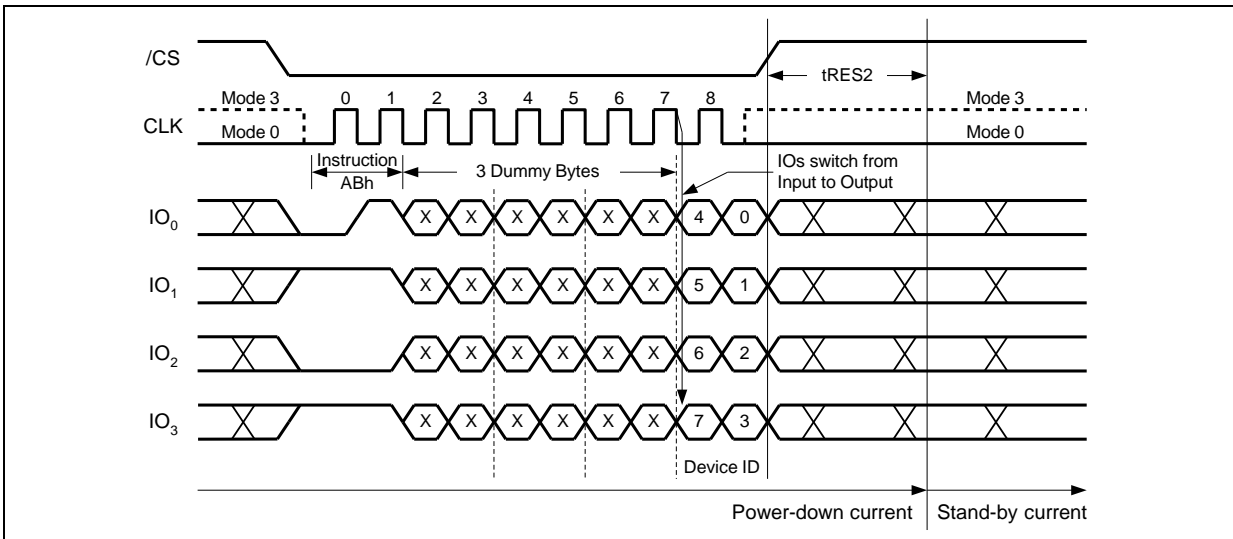 /CS
tRES2
Mode 3 0 1 2 3 4 5 6 7 8 Mode 3
CLK
Mode 0 Mode 0
Instruction
ABh
3 Dummy Bytes
IOs switch from
Input to Output
IO0 X X X X X X 4 0
IO1 X X X X X X 5 1
IO2 X X X X X X 6 2
IO3 X X X X X X 7 3
Device ID
Power-down current Stand-by current